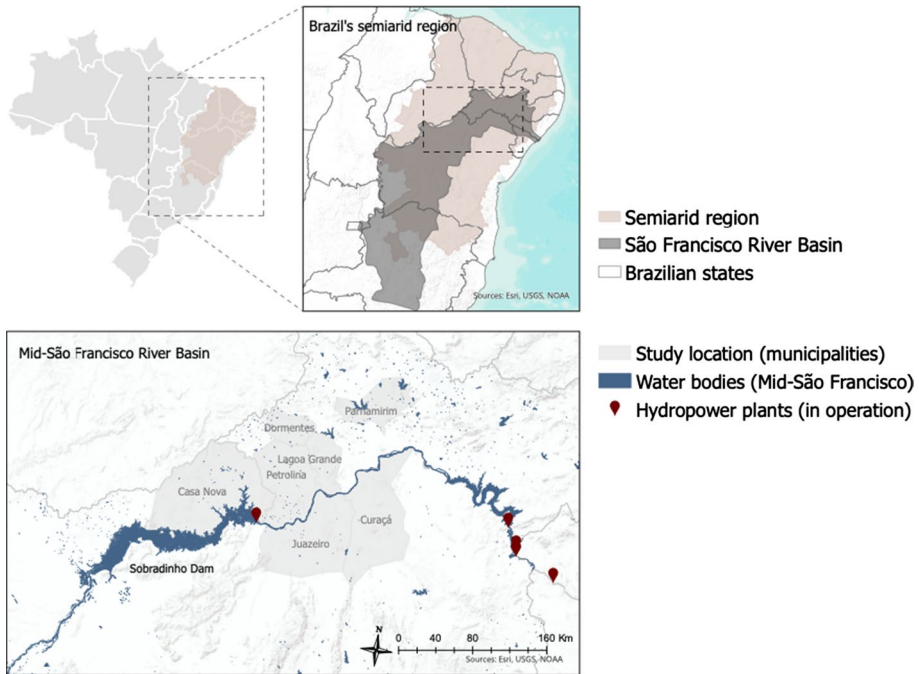 Brazil's semiarid region
Sources: Esri, USGS, NOAA
Semiarid region
São Francisco River Basin
Brazilian states
Mid-São Francisco River Basin
Parnamirim
Dormentes
Lagoa Grande
Petrolina
Casa Nova
Curaçá
Juazeiro
Sobradinho Dam
N
0 40 80 120 160 Km
Sources: Esri, USGS, NOAA
Study location (municipalities)
Water bodies (Mid-São Francisco)
Hydropower plants (in operation)